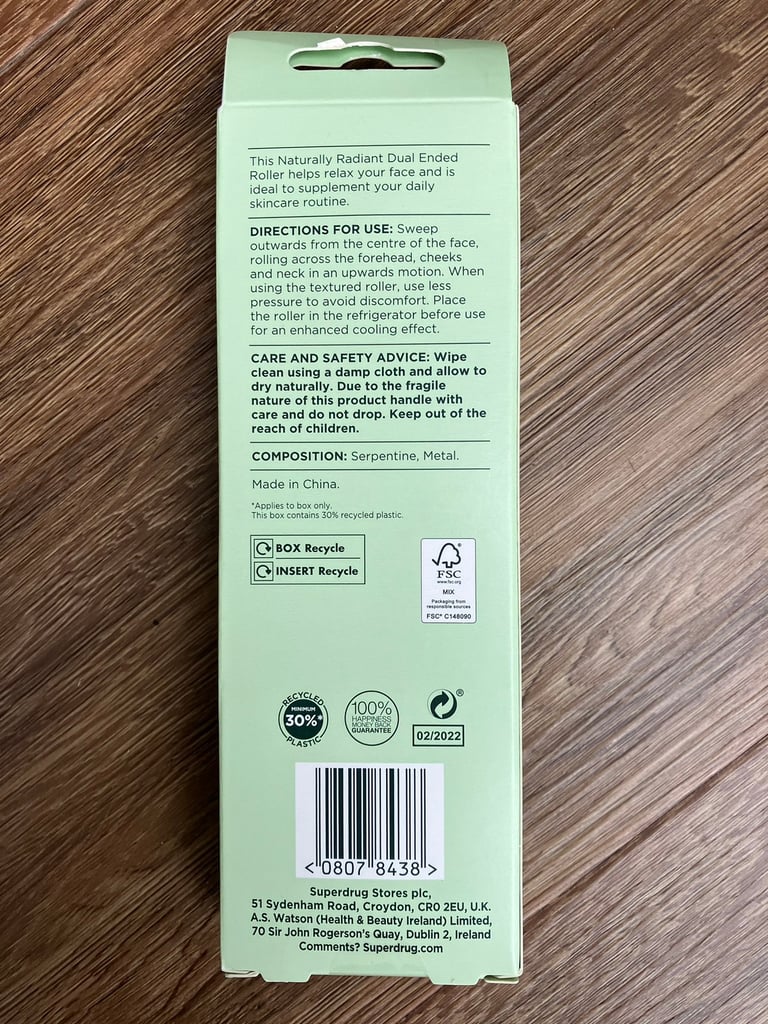 This Naturally Radiant Dual Ended
Roller helps relax your face and is
ideal to supplement your daily
skincare routine.
DIRECTIONS FOR USE: Sweep
outwards from the centre of the face,
rolling across the forehead, cheeks
and neck in an upwards motion. When
using the textured roller, use less
pressure to avoid discomfort. Place
the roller in the refrigerator before use
for an enhanced cooling effect.
CARE AND SAFETY ADVICE: Wipe
clean using a damp cloth and allow to
dry naturally. Due to the fragile
nature of this product handle with
care and do not drop. Keep out of the
reach of children.
COMPOSITION: Serpentine, Metal.
Made in China.
*Applies to box only.
This box contains 30% recycled plastic.
BOX Recycle
INSERT Recycle
®
FSC
www.fsc.org
MIX
Packaging from
responsible sources
FSC® C148090
RECYCLED
MINIMUM
30%*
PLASTIC
100%
HAPPINESS
MONEY BACK
GUARANTEE
®
02/2022
<0807 8438>
Superdrug Stores plc,
51 Sydenham Road, Croydon, CR0 2EU, U.K.
A.S. Watson (Health & Beauty Ireland) Limited,
70 Sir John Rogerson's Quay, Dublin 2, Ireland
Comments? Superdrug.com